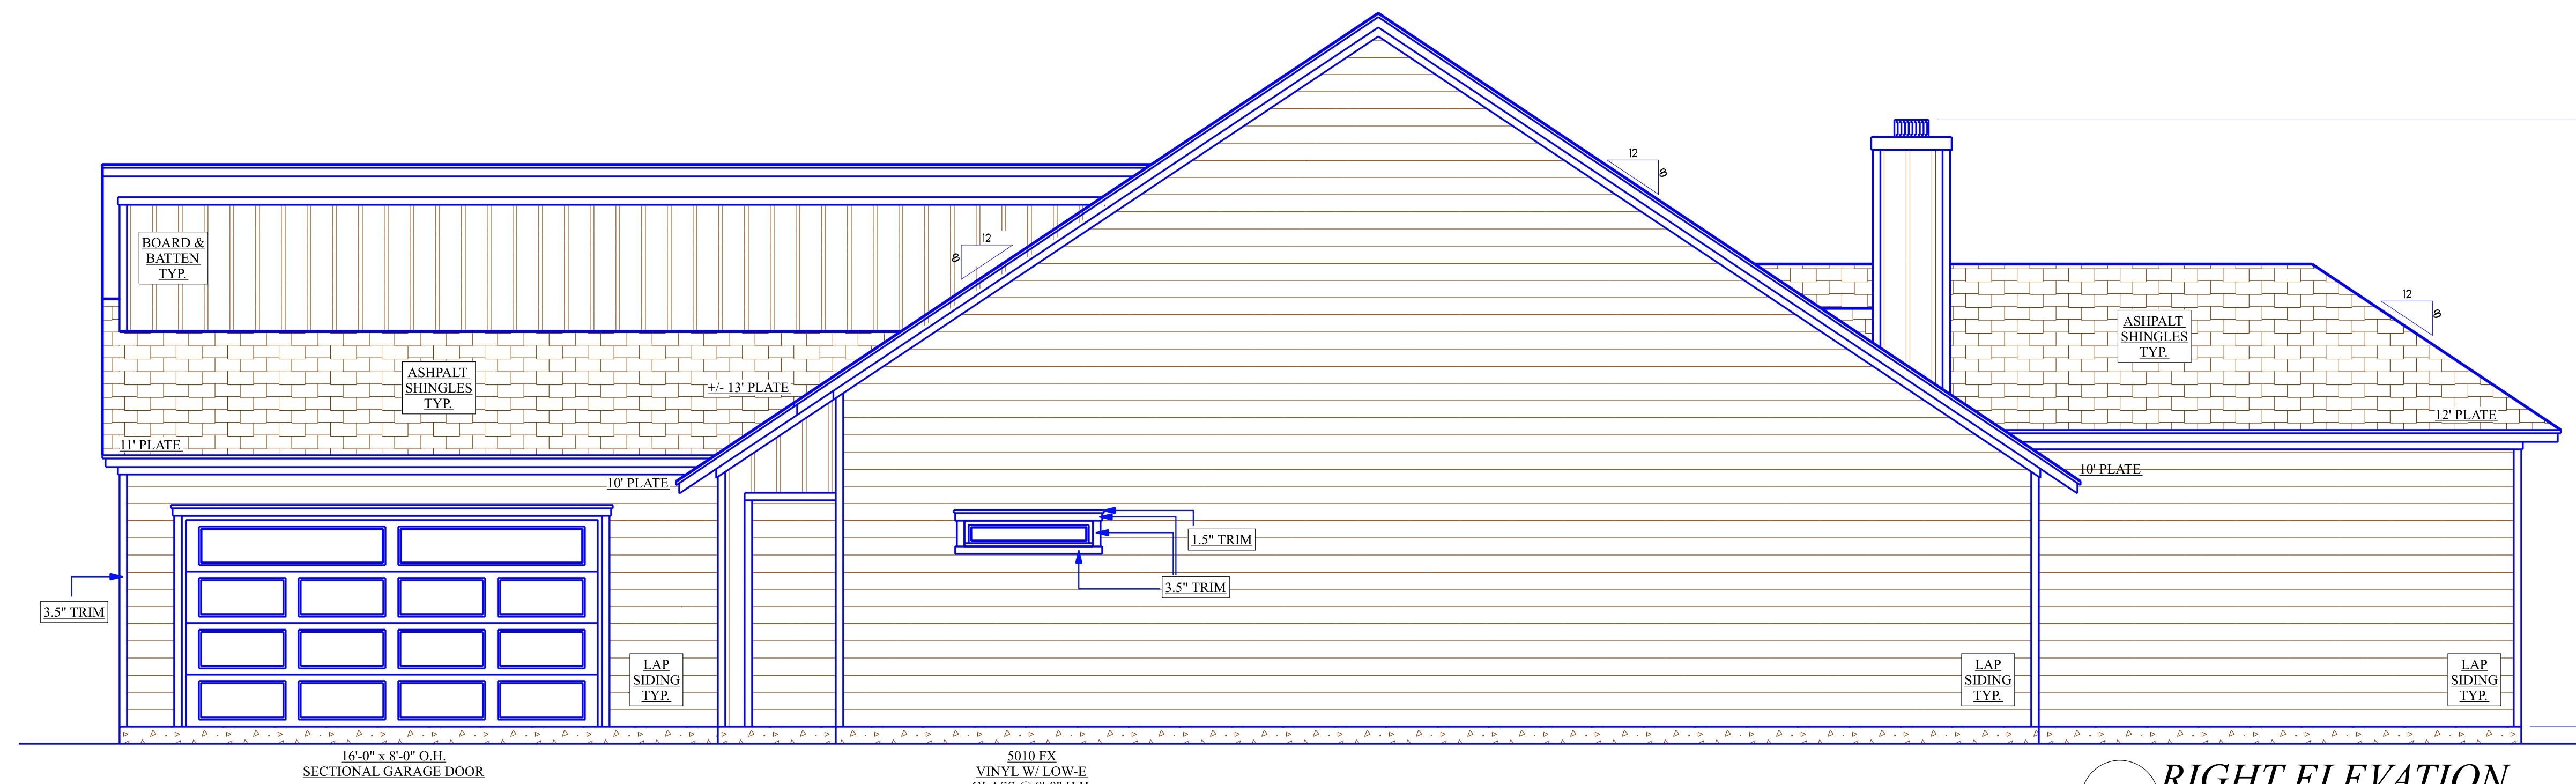 12
8
12
8
BOARD &
BATTEN
TYP.
12
8
ASHPALT
SHINGLES
TYP.
ASHPALT
SHINGLES
TYP.
+/- 13' PLATE
12' PLATE
11' PLATE
10' PLATE
10' PLATE
1.5" TRIM
3.5" TRIM
3.5" TRIM
LAP
SIDING
TYP.
LAP
SIDING
TYP.
LAP
SIDING
TYP.
16'-0" x 8'-0" O.H.
SECTIONAL GARAGE DOOR
5010 FX
VINYL W/ LOW-E
RIGHT ELEVATION